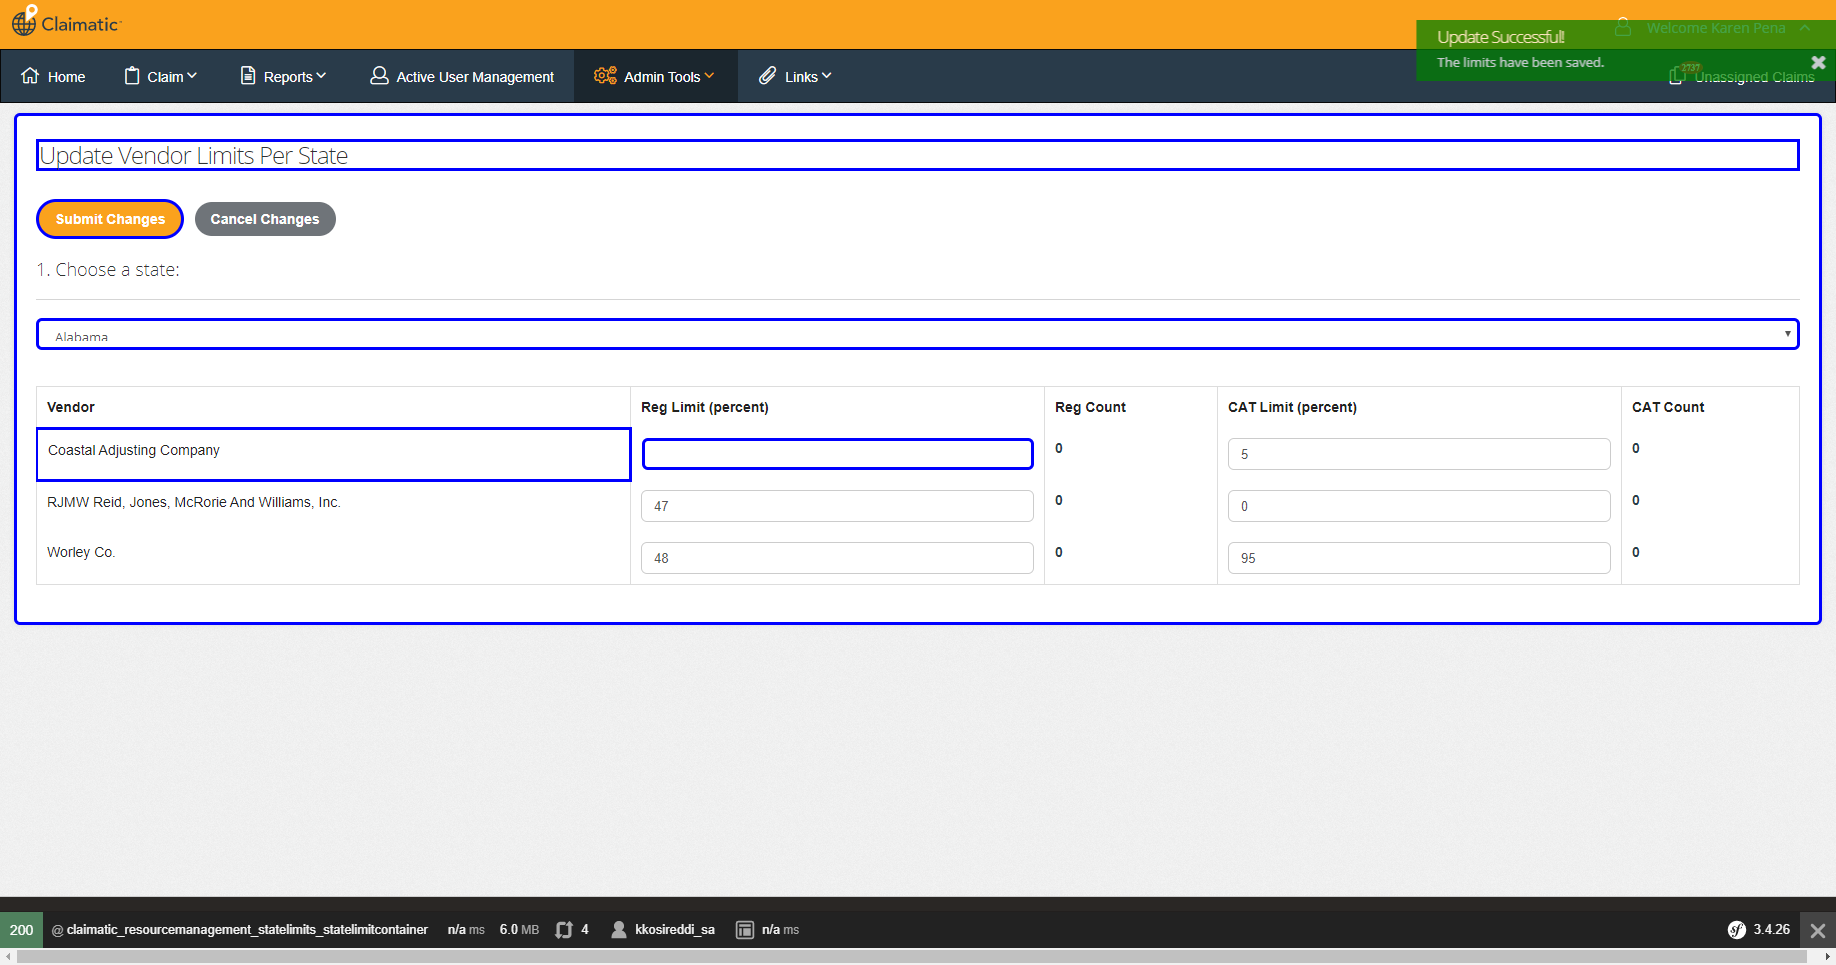 Claimatic
Welcome Karen Pena
Update Successful!
The limits have been saved.
Home
Claim
Reports
Active User Management
Admin Tools
Links
2737
Unassigned Claims
Update Vendor Limits Per State
Submit Changes
Cancel Changes
1. Choose a state:
Alabama
Vendor Reg Limit (percent) Reg Count CAT Limit (percent) CAT Count
Coastal Adjusting Company 0 5 0
RJMW Reid, Jones, McRorie And Williams, Inc. 47 0 0 0
Worley Co. 48 0 95 0
200 @ claimatic_resourcemanagement_statelimits_statelimitcontainer n/a ms 6.0 MB 4 kkosireddi_sa n/a ms sf 3.4.26